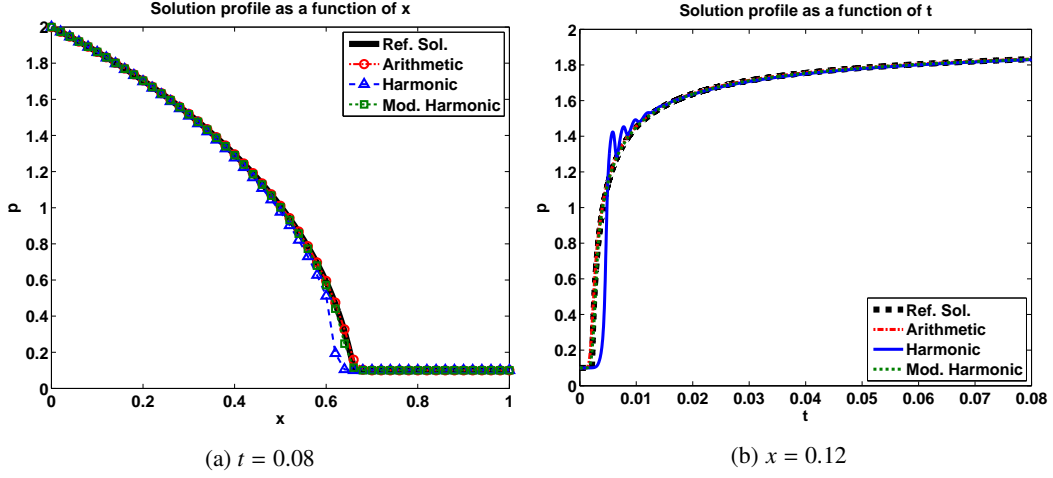 Solution profile as a function of x
2
1.8
1.6
1.4
1.2
1
0.8
0.6
0.4
0.2
0
p
Ref. Sol.
Arithmetic
Harmonic
Mod. Harmonic
0 0.2 0.4 0.6 0.8 1
x
(a) t = 0.08
Solution profile as a function of t
2
1.8
1.6
1.4
1.2
1
0.8
0.6
0.4
0.2
0
p
Ref. Sol.
Arithmetic
Harmonic
Mod. Harmonic
0 0.01 0.02 0.03 0.04 0.05 0.06 0.07 0.08
t
(b) x = 0.12